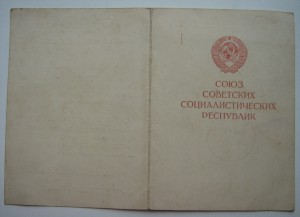 СОЮЗ
СОВЕТСКИХ
СОЦИАЛИСТИЧЕСКИХ
РЕСПУБЛИК